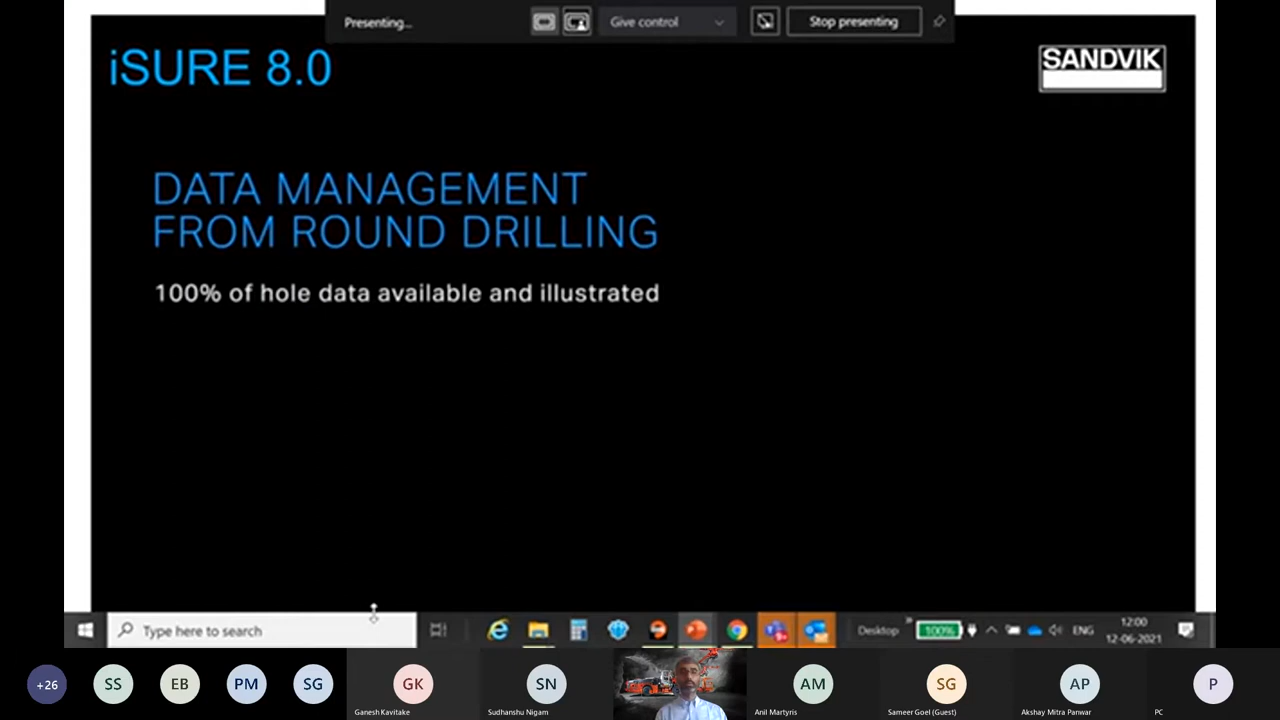 Presenting...
Give control
Stop presenting
iSURE 8.0
SANDVIK
DATA MANAGEMENT
FROM ROUND DRILLING
100% of hole data available and illustrated
Type here to search
Desktop
100%
ENG
12:00
12-06-2021
+26
SS
EB
PM
SG
GK
Ganesh Kavitake
SN
Sudhanshu Nigam
AM
Anil Martyris
SG
Sameer Goel (Guest)
AP
Akshay Mitra Panwar
PC
P